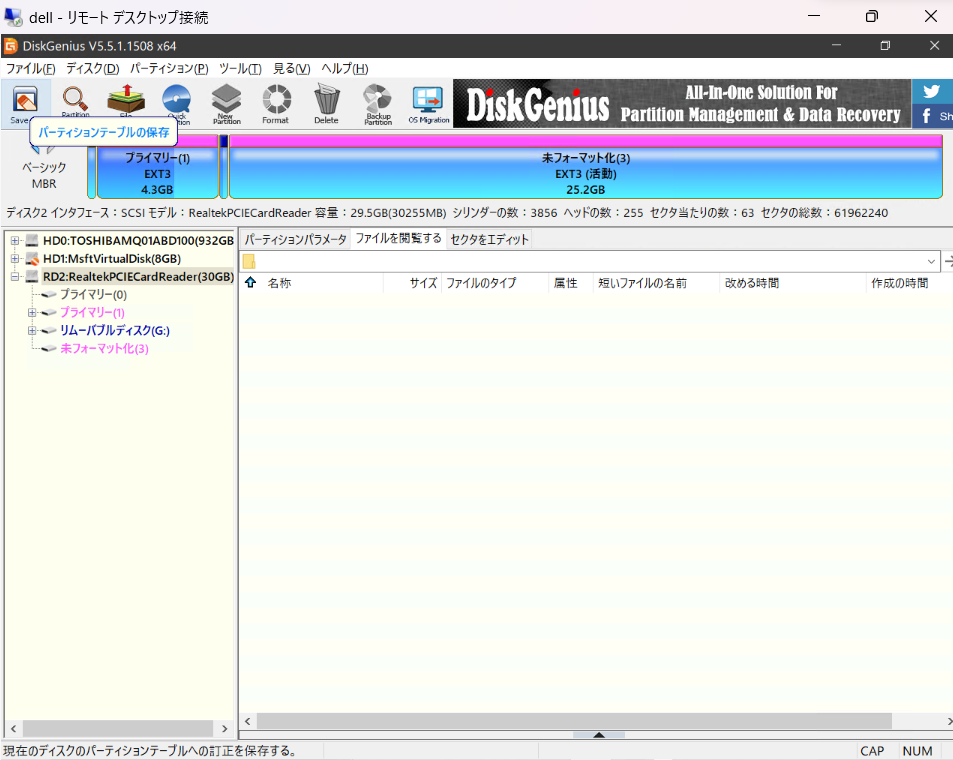 dell - リモート デスクトップ接続
DiskGenius V5.5.1.1508 x64
ファイル(F) ディスク(D) パーティション(P) ツール(T) 見る(V) ヘルプ(H)
DiskGenius
All-In-One Solution For
Partition Management & Data Recovery
Save
Partition
New
Partition
Format
Delete
Backup
Partition
OS Migration
パーティションテーブルの保存
ベーシック
MBR
プライマリー(1)
EXT3
4.3GB
未フォーマット化(3)
EXT3 (活動)
25.2GB
ディスク2 インタフェース:SCSI モデル:RealtekPCIECardReader 容量:29.5GB(30255MB) シリンダーの数:3856 ヘッドの数:255 セクタ当たりの数:63 セクタの総数:61962240
HD0:TOSHIBAMQ01ABD100(932GB
HD1:MsftVirtualDisk(8GB)
RD2:RealtekPCIECardReader(30GB)
プライマリー(0)
プライマリー(1)
リムーバブルディスク(G:)
未フォーマット化(3)
パーティションパラメータ ファイルを閲覧する セクタをエディット
名称 サイズ ファイルのタイプ 属性 短いファイルの名前 改める時間 作成の時間
現在のディスクのパーティションテーブルへの訂正を保存する。
CAP NUM